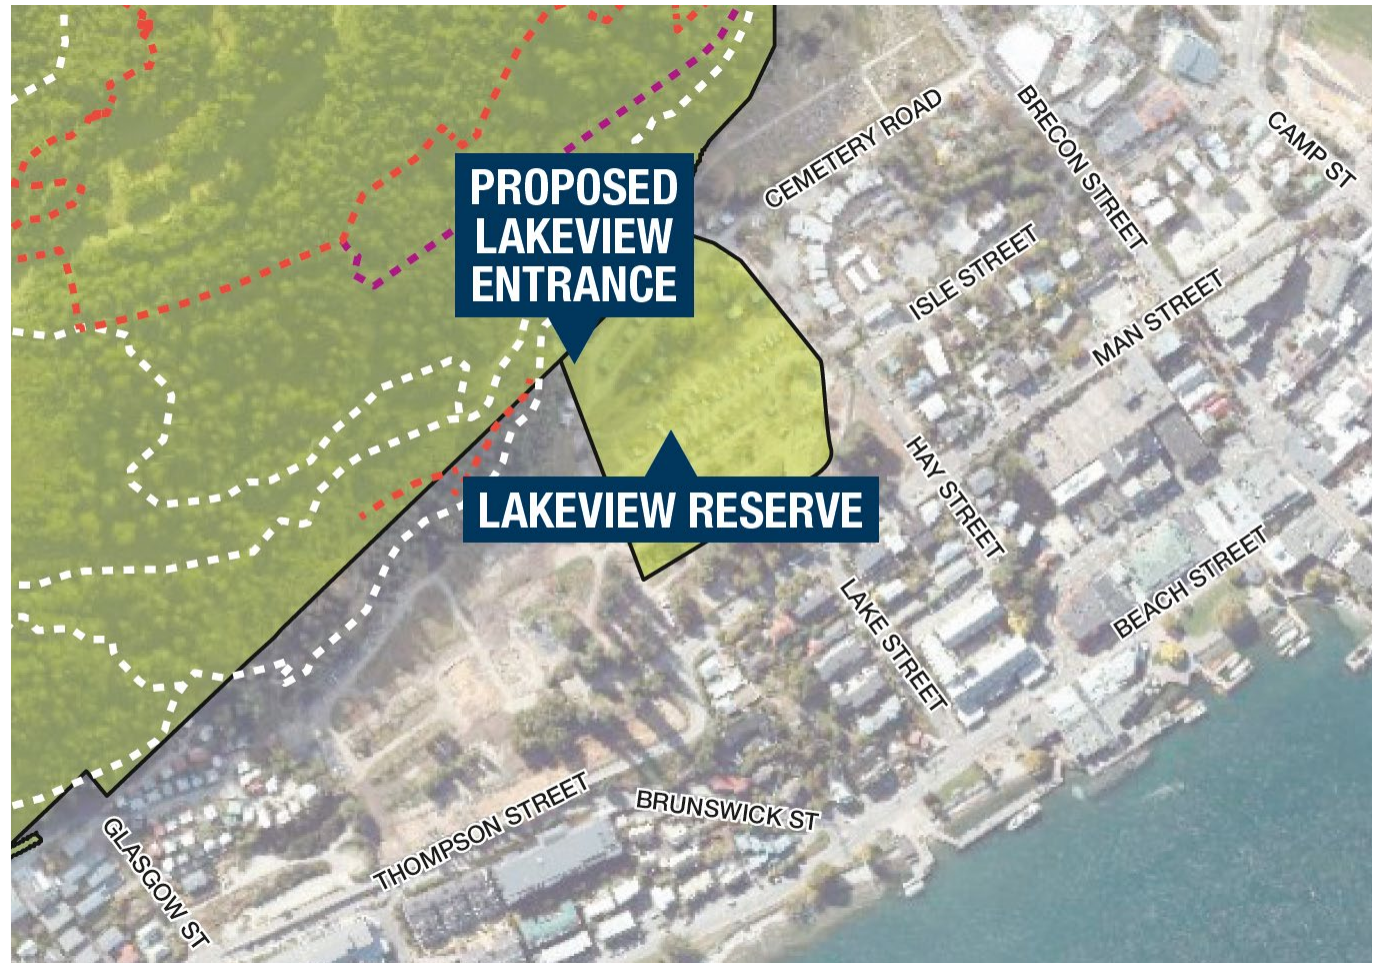 PROPOSED
LAKEVIEW
ENTRANCE
LAKEVIEW RESERVE
CEMETERY ROAD
BRECON STREET
CAMP ST
ISLE STREET
MAN STREET
HAY STREET
BEACH STREET
LAKE STREET
BRUNSWICK ST
THOMPSON STREET
GLASGOW ST